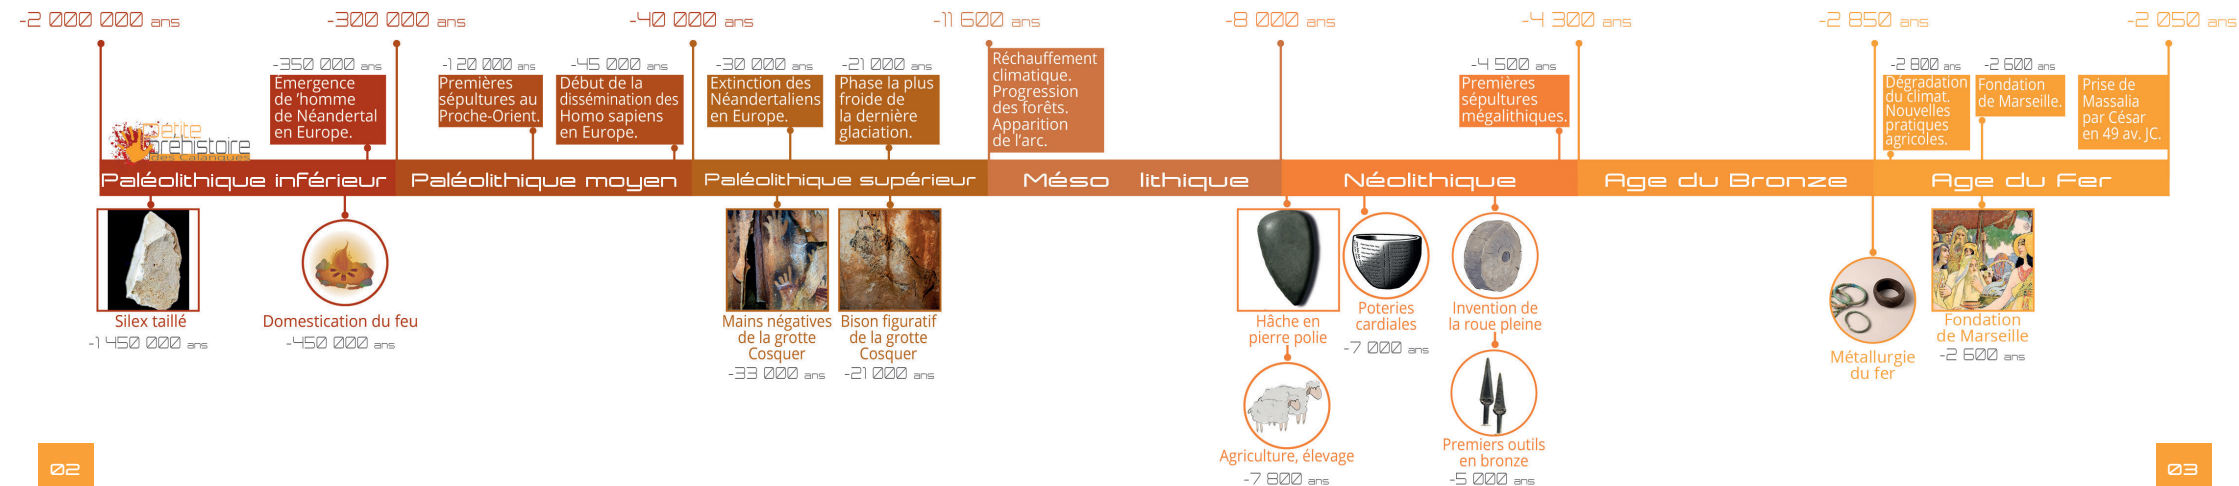 -2 000 000 ans
-300 000 ans
-40 000 ans
-11 600 ans
-8 000 ans
-4 300 ans
-2 850 ans
-2 050 ans
-350 000 ans
Émergence
de ’homme
de Néandertal
en Europe.
-120 000 ans
Premières
sépultures au
Proche-Orient.
-45 000 ans
Début de la
dissémination des
Homo sapiens
en Europe.
-30 000 ans
Extinction des
Néandertaliens
en Europe.
-21 000 ans
Phase la plus
froide de
la dernière
glaciation.
Réchauffement
climatique.
Progression
des forêts.
Apparition
de l’arc.
-4 500 ans
Premières
sépultures
mégalithiques.
-2 800 ans
Dégradation
du climat.
Nouvelles
pratiques
agricoles.
-2 600 ans
Fondation
de Marseille.
Prise de
Massalia
par César
en 49 av. JC.
Petite
préhistoire
des Calanques
Paléolithique inférieur
Paléolithique moyen
Paléolithique supérieur
Méso lithique
Néolithique
Age du Bronze
Age du Fer
Silex taillé
-1 450 000 ans
Domestication du feu
-450 000 ans
Mains négatives
de la grotte
Cosquer
-33 000 ans
Bison figuratif
de la grotte
Cosquer
-21 000 ans
Hâche en
pierre polie
Agriculture, élevage
-7 800 ans
Poteries
cardiales
-7 000 ans
Invention de
la roue pleine
Premiers outils
en bronze
-5 000 ans
Métallurgie
du fer
Fondation
de Marseille
-2 600 ans
02
03